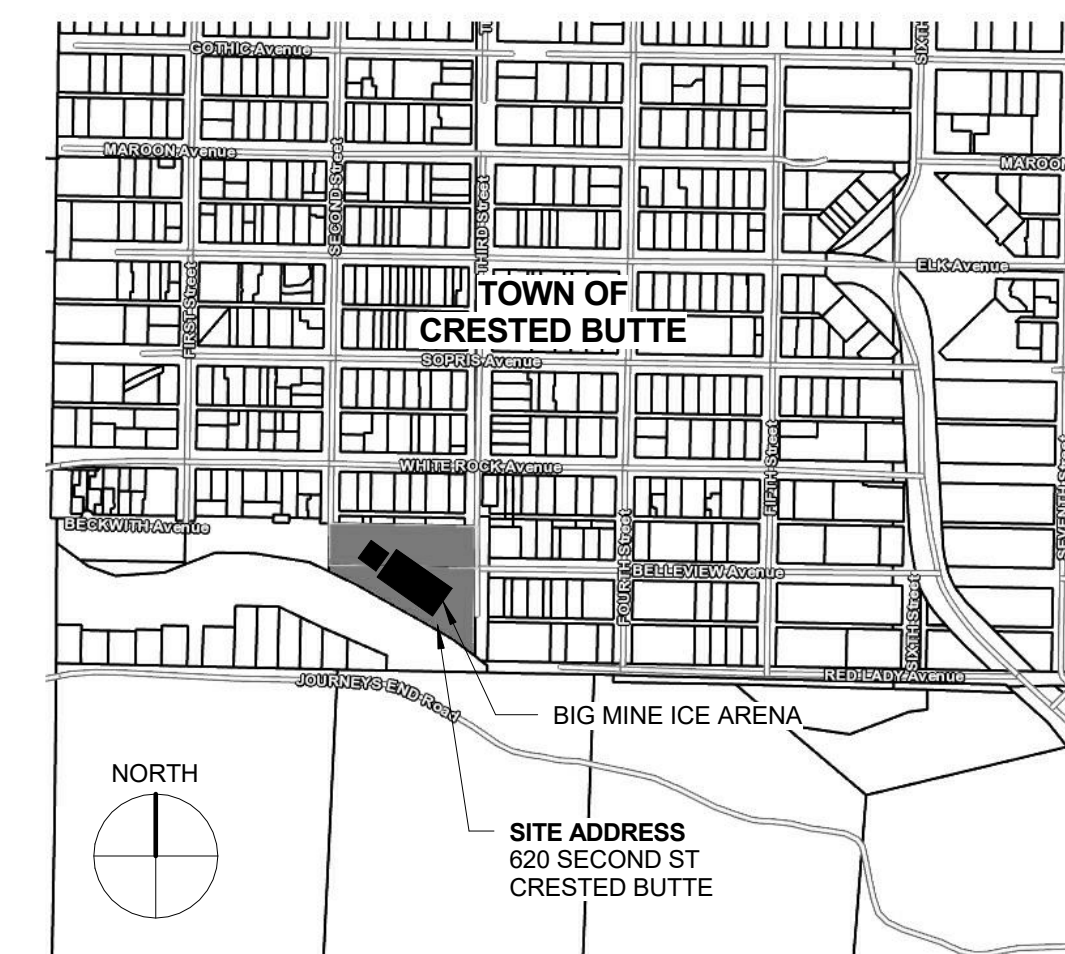 SIXTH
GOTHIC Avenue
MAROON Avenue
MAROON
SECOND Street
THIRD Street
ELK Avenue
FIRST Street
TOWN OF
CRESTED BUTTE
SOPRIS Avenue
WHITE ROCK Avenue
FIFTH Street
SEVENTH Street
BECKWITH Avenue
FOURTH Street
BELLEVIEW Avenue
SIXTH Street
RED LADY Avenue
JOURNEYS END Road
BIG MINE ICE ARENA
NORTH
SITE ADDRESS
620 SECOND ST
CRESTED BUTTE